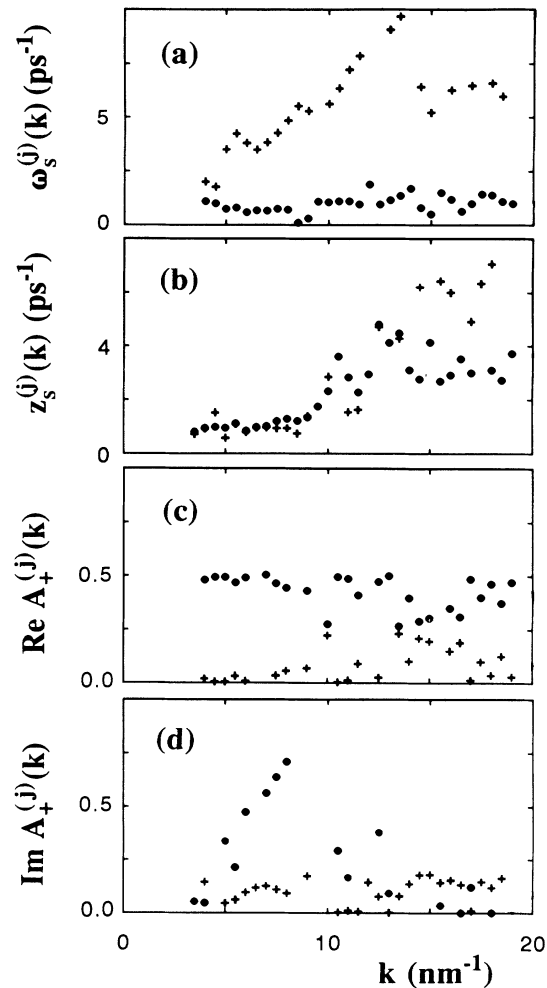 (a)
ω_s^(j)(k) (ps⁻¹)
5
0
(b)
z_s^(j)(k) (ps⁻¹)
4
0
(c)
Re A_+^(j)(k)
0.5
0.0
(d)
Im A_+^(j)(k)
0.5
0.0
0 10 20
k (nm⁻¹)